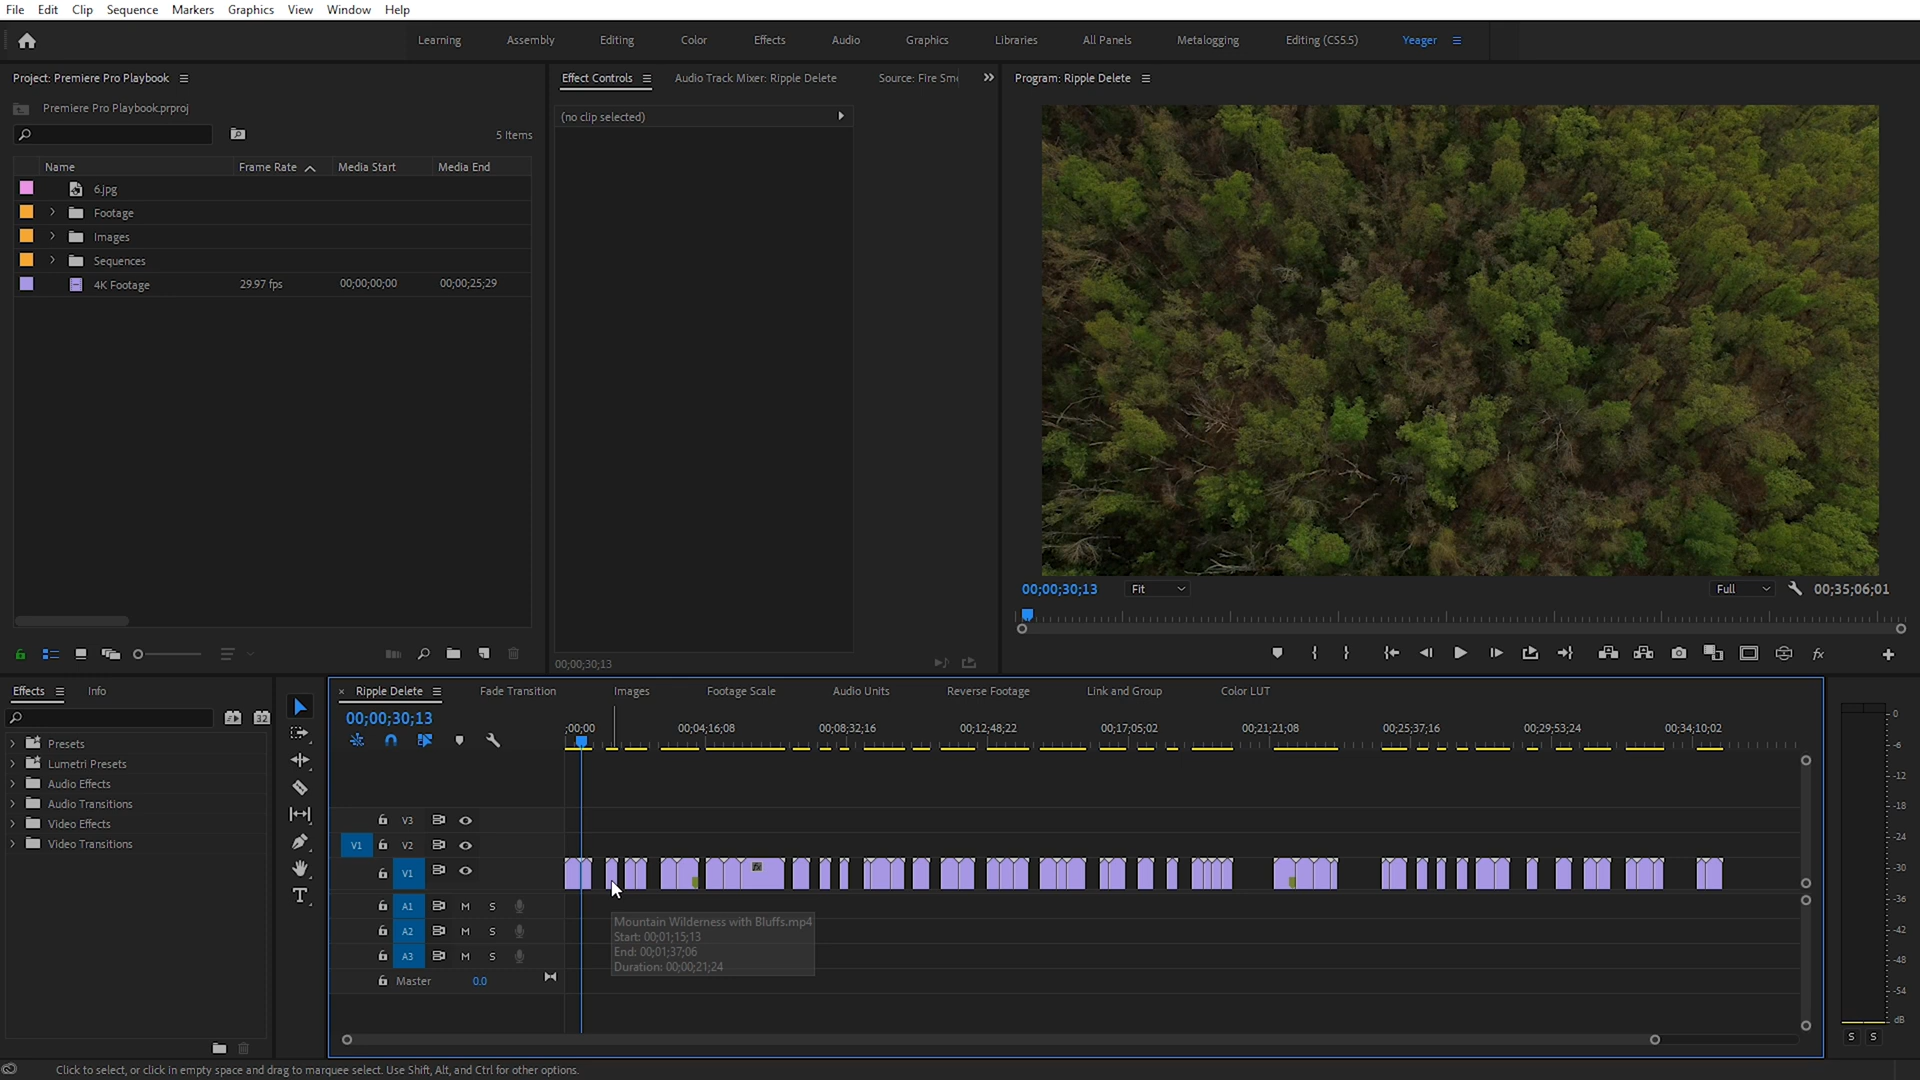 File Edit Clip Sequence Markers Graphics View Window Help
Learning Assembly Editing Color Effects Audio Graphics Libraries All Panels Metalogging Editing (CS5.5) Yeager
Project: Premiere Pro Playbook
Premiere Pro Playbook.prproj
5 Items
Name Frame Rate Media Start Media End
6.jpg
Footage
Images
Sequences
4K Footage 29.97 fps 00;00;00;00 00;00;25;29
Effect Controls Audio Track Mixer: Ripple Delete Source: Fire Sm
(no clip selected)
00;00;30;13
Program: Ripple Delete
00;00;30;13 Fit Full 00;35;06;01
fx
Effects Info
32
Presets
Lumetri Presets
Audio Effects
Audio Transitions
Video Effects
Video Transitions
× Ripple Delete Fade Transition Images Footage Scale Audio Units Reverse Footage Link and Group Color LUT
00;00;30;13
;00;00 00;04;16;08 00;08;32;16 00;12;48;22 00;17;05;02 00;21;21;08 00;25;37;16 00;29;53;24 00;34;10;02
V3
V1 V2
V1
A1 M S
A2 M S
A3 M S
Master 0.0
Mountain Wilderness with Bluffs.mp4
Start: 00;01;15;13
End: 00;01;37;06
Duration: 00;00;21;24
0
-6
-12
-18
-24
-30
-36
-42
-48
-54
dB
S S
Click to select, or click in empty space and drag to marquee select. Use Shift, Alt, and Ctrl for other options.